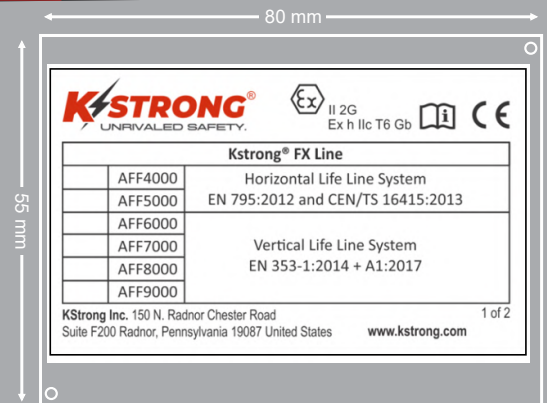 80 mm
55 mm
KSTRONG®
UNRIVALED SAFETY.
Ex
II 2G
Ex h IIc T6 Gb
i
CE
Kstrong® FX Line
AFF4000
AFF5000
Horizontal Life Line System
EN 795:2012 and CEN/TS 16415:2013
AFF6000
AFF7000
AFF8000
AFF9000
Vertical Life Line System
EN 353-1:2014 + A1:2017
KStrong Inc. 150 N. Radnor Chester Road
Suite F200 Radnor, Pennsylvania 19087 United States
www.kstrong.com
1 of 2